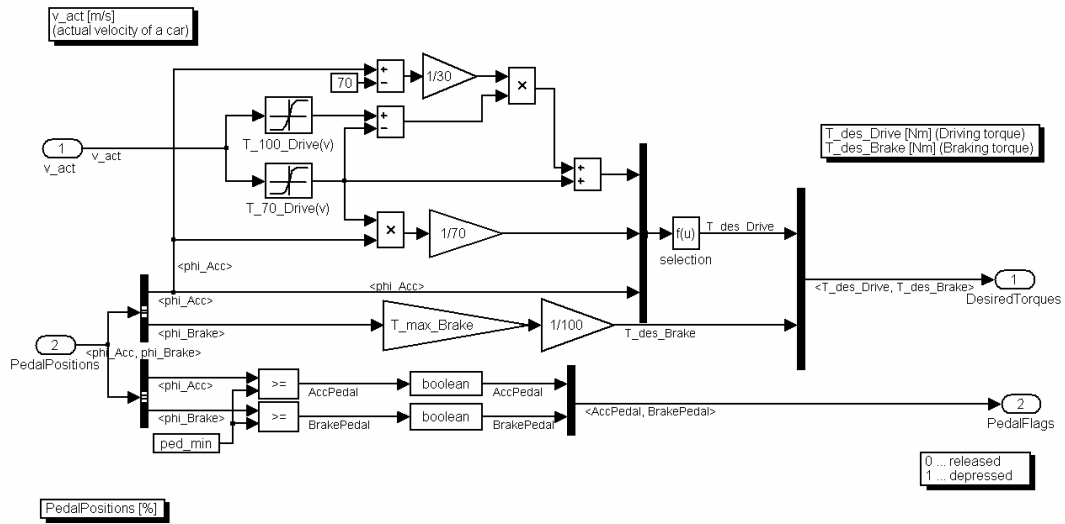 v_act [m/s]
(actual velocity of a car)
70
1/30
×
T_100_Drive(v)
T_des_Drive [Nm] (Driving torque)
T_des_Brake [Nm] (Braking torque)
1
v_act
v_act
T_70_Drive(v)
×
1/70
f(u)
T_des_Drive
selection
<phi_Acc>
<phi_Acc>
<phi_Acc>
1
<T_des_Drive, T_des_Brake>
DesiredTorques
<phi_Brake>
T_max_Brake
1/100
T_des_Brake
2
<phi_Acc, phi_Brake>
PedalPositions
<phi_Acc>
>=
AccPedal
boolean
AccPedal
<phi_Brake>
>=
BrakePedal
boolean
BrakePedal
<AccPedal, BrakePedal>
2
PedalFlags
ped_min
0 ... released
1 ... depressed
PedalPositions [%]